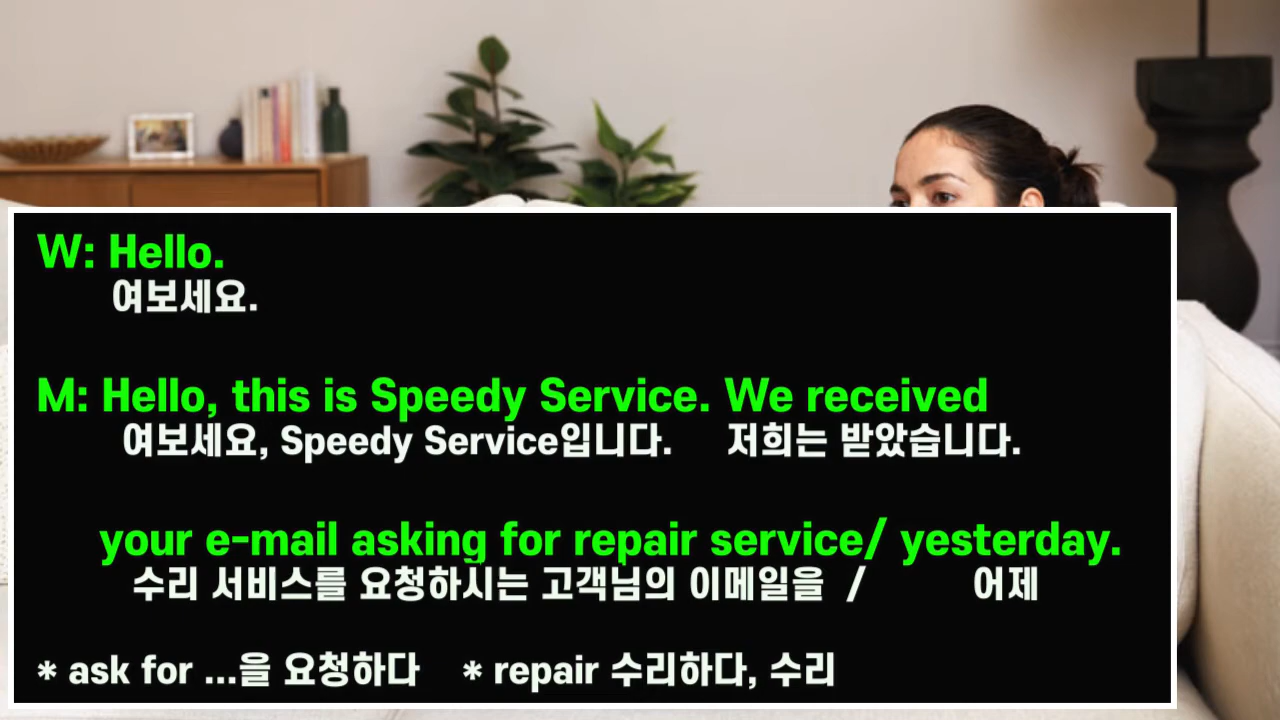 W: Hello.
여보세요.
M: Hello, this is Speedy Service. We received
여보세요, Speedy Service입니다. 저희는 받았습니다.
your e-mail asking for repair service/ yesterday.
수리 서비스를 요청하시는 고객님의 이메일을 / 어제
* ask for ...을 요청하다 * repair 수리하다, 수리